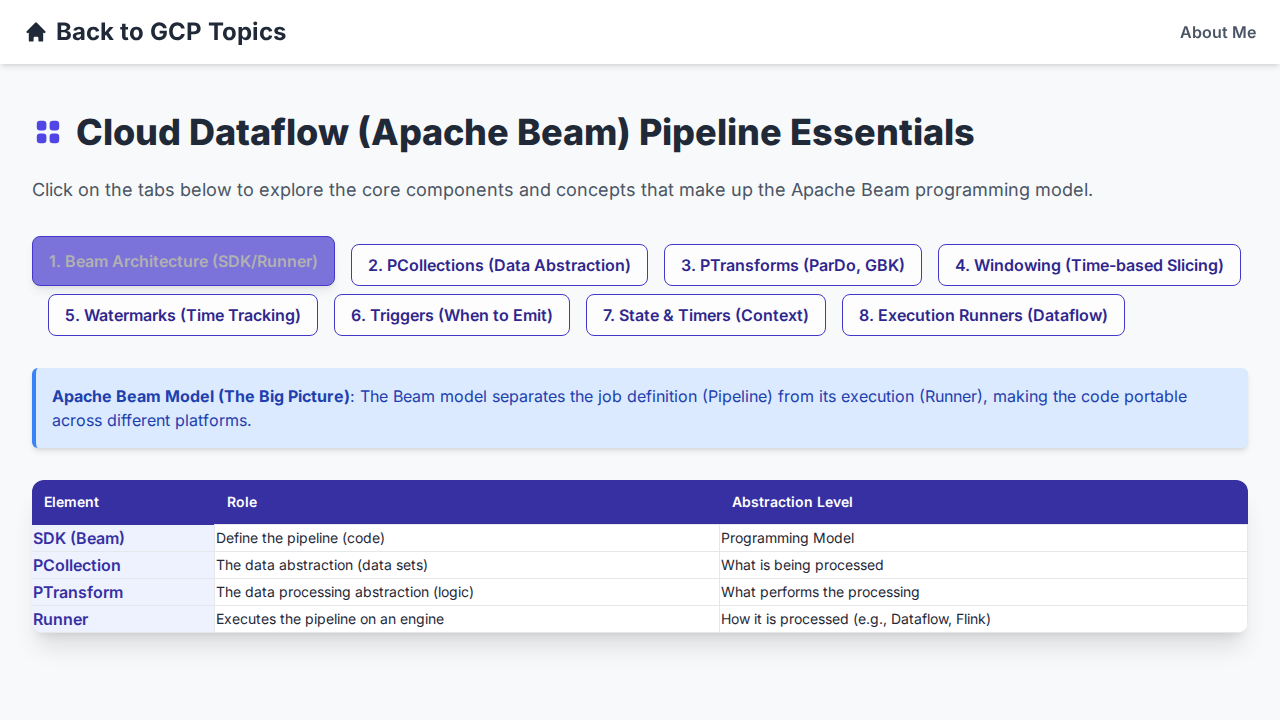 Back to GCP Topics
About Me
Cloud Dataflow (Apache Beam) Pipeline Essentials
Click on the tabs below to explore the core components and concepts that make up the Apache Beam programming model.
1. Beam Architecture (SDK/Runner)
2. PCollections (Data Abstraction)
3. PTransforms (ParDo, GBK)
4. Windowing (Time-based Slicing)
5. Watermarks (Time Tracking)
6. Triggers (When to Emit)
7. State & Timers (Context)
8. Execution Runners (Dataflow)
Apache Beam Model (The Big Picture): The Beam model separates the job definition (Pipeline) from its execution (Runner), making the code portable
across different platforms.
Element Role Abstraction Level
SDK (Beam) Define the pipeline (code) Programming Model
PCollection The data abstraction (data sets) What is being processed
PTransform The data processing abstraction (logic) What performs the processing
Runner Executes the pipeline on an engine How it is processed (e.g., Dataflow, Flink)